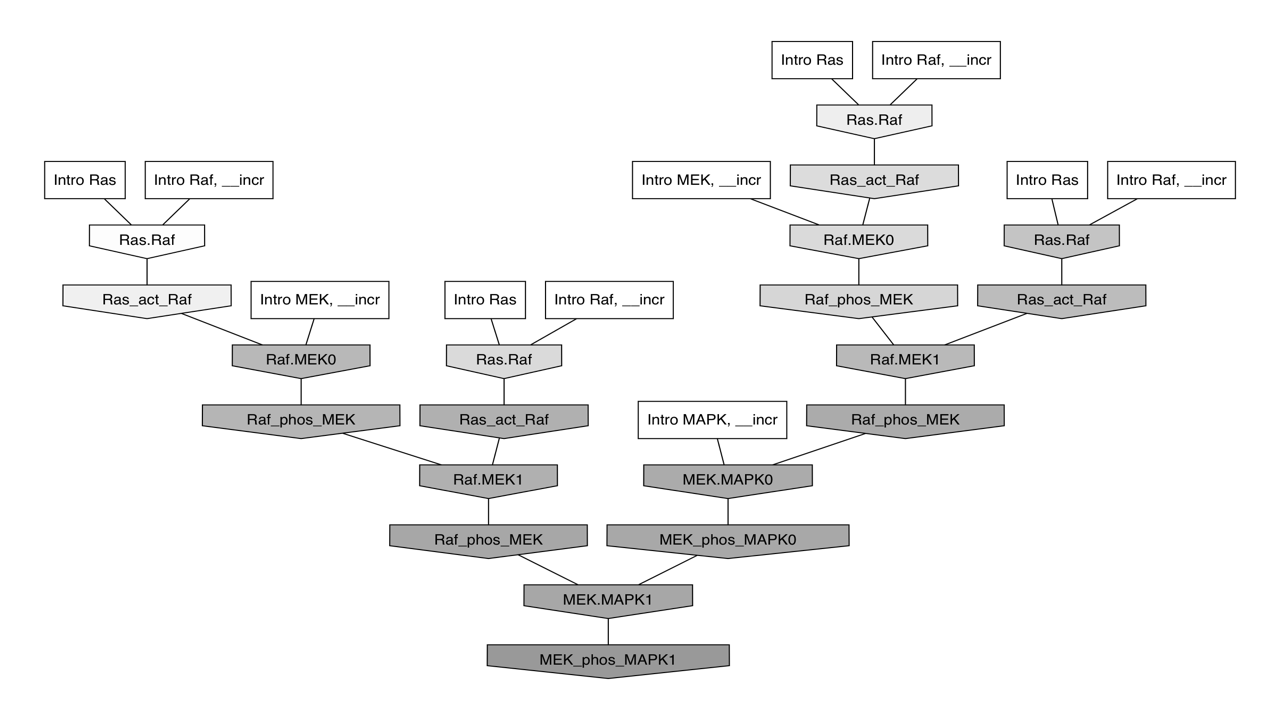 Intro Ras
Intro Raf, __incr
Ras.Raf
Intro MEK, __incr
Ras_act_Raf
Intro Ras
Intro Raf, __incr
Intro Ras
Intro Raf, __incr
Ras.Raf
Raf.MEK0
Ras.Raf
Ras_act_Raf
Intro MEK, __incr
Intro Ras
Intro Raf, __incr
Raf_phos_MEK
Ras_act_Raf
Raf.MEK0
Ras.Raf
Raf.MEK1
Raf_phos_MEK
Ras_act_Raf
Intro MAPK, __incr
Raf_phos_MEK
Raf.MEK1
MEK.MAPK0
Raf_phos_MEK
MEK_phos_MAPK0
MEK.MAPK1
MEK_phos_MAPK1